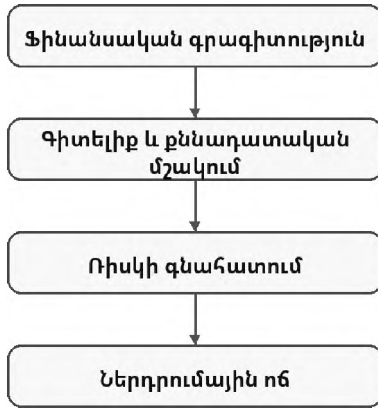 Ֆինանսական գրագիտություն
Գիտելիք և քննադատական
մշակում
Ռիսկի գնահատում
Ներդրումային ոճ